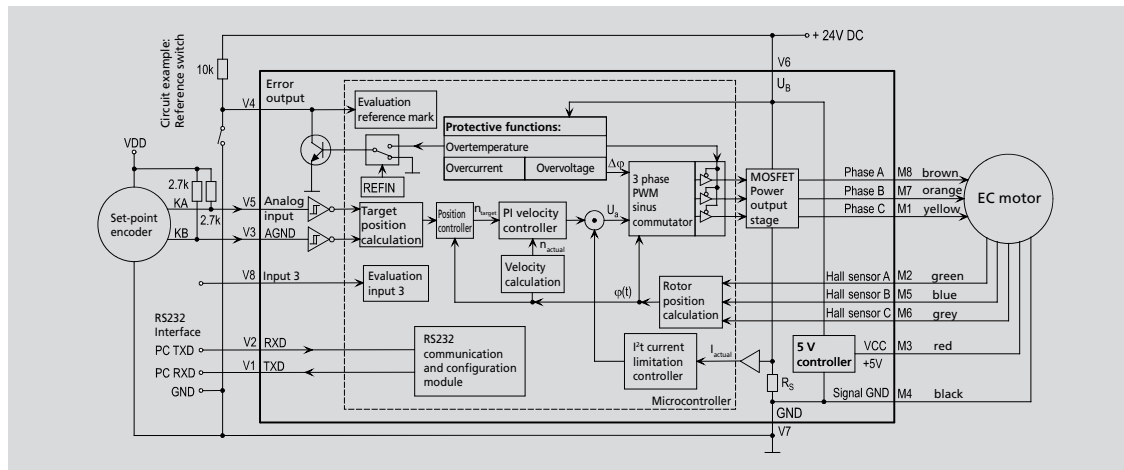 + 24V DC
V6
U_B
10k
Circuit example:
Reference switch
V4
Error
output
Evaluation
reference mark
Protective functions:
Overtemperature
Overcurrent
Overvoltage
Δφ
REFIN
VDD
2.7k
2.7k
KA
KB
Set-point
encoder
V5
Analog
input
V3
AGND
Target
position
calculation
Position
controller
n_target
PI velocity
controller
n_actual
Velocity
calculation
U_a
3 phase
PWM
sinus
commutator
MOSFET
Power
output
stage
Phase A
M8
brown
Phase B
M7
orange
Phase C
M1
yellow
EC motor
V8
Input 3
Evaluation
input 3
φ(t)
Rotor
position
calculation
Hall sensor A
M2
green
Hall sensor B
M5
blue
Hall sensor C
M6
grey
RS232
Interface
PC TXD
V2
RXD
PC RXD
V1
TXD
GND
RS232
communication
and configuration
module
I²t current
limitation
controller
I_actual
R_S
5 V
controller
VCC
+5V
M3
red
Signal GND
M4
black
Microcontroller
GND
V7